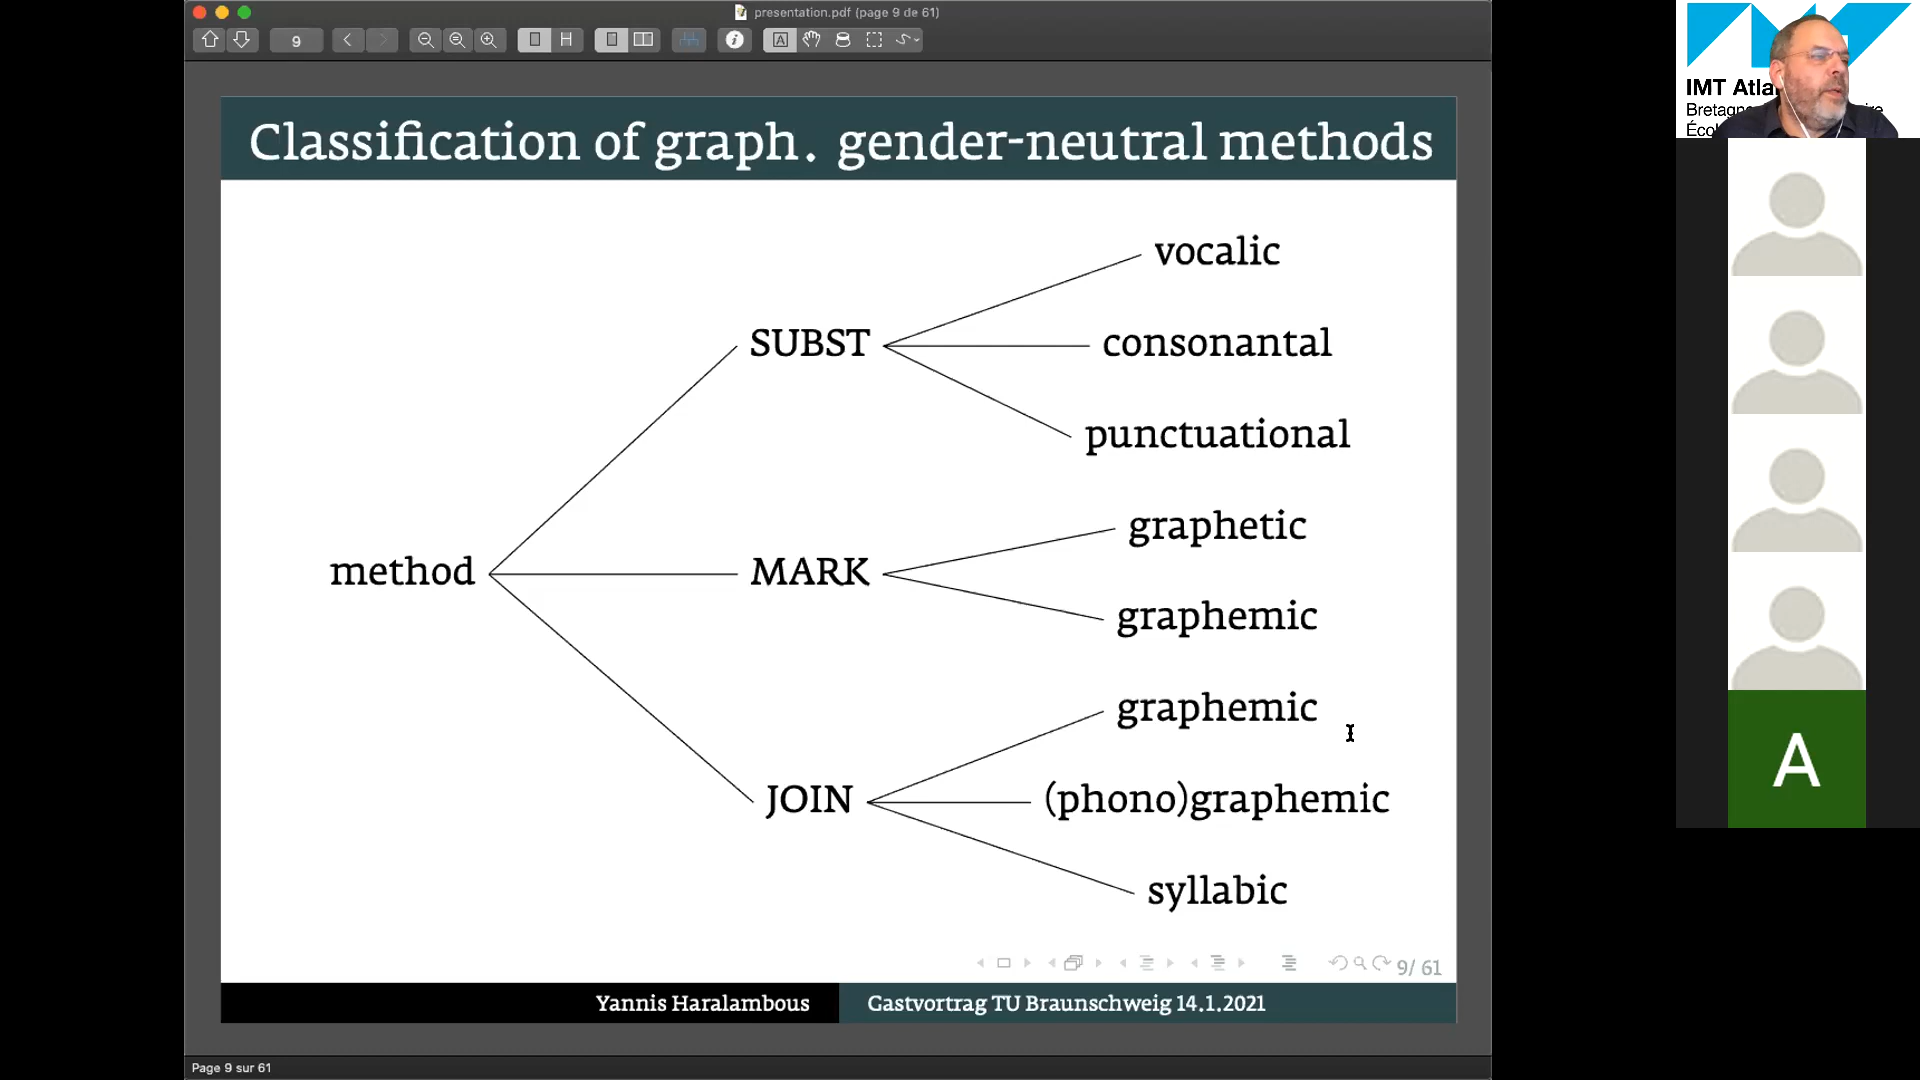 presentation.pdf (page 9 de 61)
9
IMT Atla
Bretagne
Écol
Classification of graph. gender-neutral methods
vocalic
SUBST
consonantal
punctuational
graphetic
method
MARK
graphemic
graphemic
JOIN
(phono)graphemic
syllabic
A
9/ 61
Yannis Haralambous
Gastvortrag TU Braunschweig 14.1.2021
Page 9 sur 61